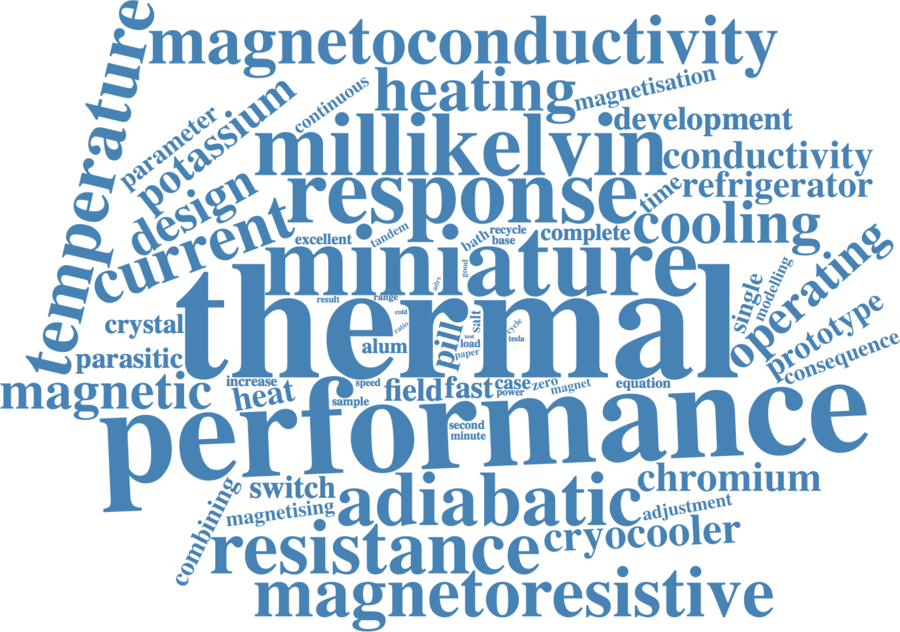 temperature
magnetoconductivity
continuous
heating
magnetisation
parameter
potassium
millikelvin
development
conductivity
design
response
time
refrigerator
current
excellent
tandem
bath
recycle
base
complete
cooling
miniature
good
adrs
single
modelling
operating
thermal
result
range
cold
ratio
crystal
parasitic
alum
pill
salt
test
load
paper
cycle
tesla
prototype
consequence
magnetic
increase
heat
speed
sample
field
fast
case
power
zero
magnet
equation
performance
second
minute
combining
switch
magnetising
adiabatic
chromium
adjustment
resistance
cryocooler
magnetoresistive